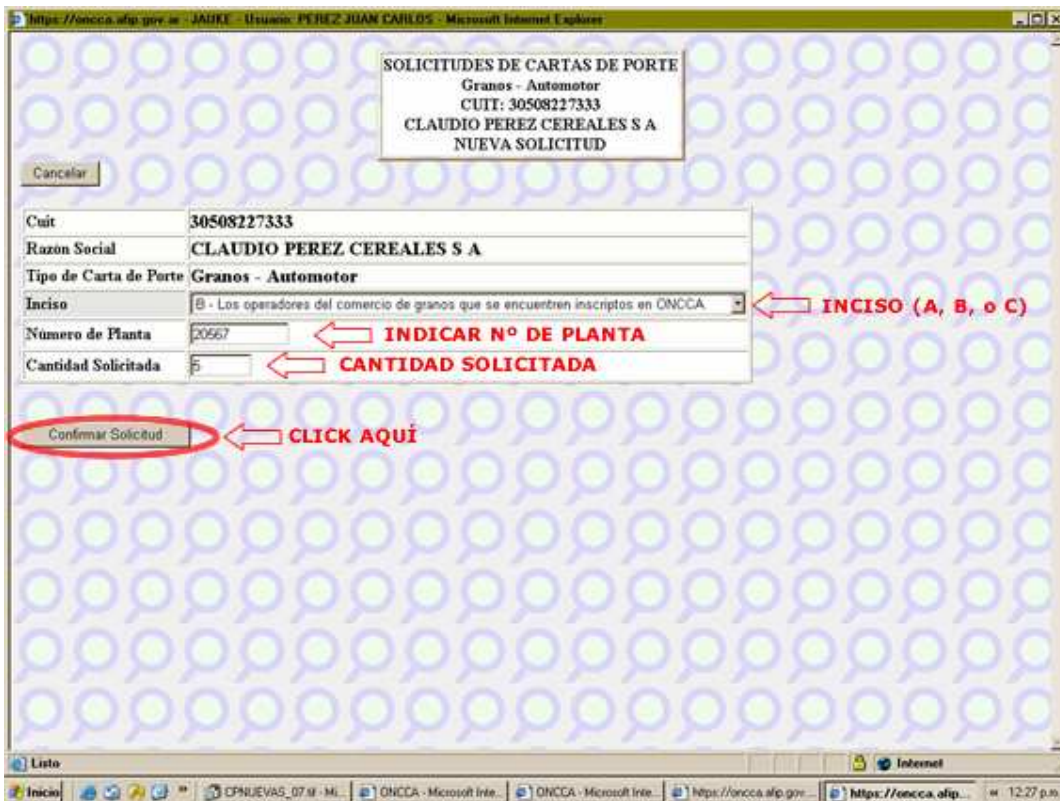 https://oncca.afip.gov.ar - JAUKE - Usuario: PEREZ JUAN CARLOS - Microsoft Internet Explorer
SOLICITUDES DE CARTAS DE PORTE
Granos - Automotor
CUIT: 30508227333
CLAUDIO PEREZ CEREALES S A
NUEVA SOLICITUD
Cancelar
Cuit 30508227333
Razón Social CLAUDIO PEREZ CEREALES S A
Tipo de Carta de Porte Granos - Automotor
Inciso B - Los operadores del comercio de granos que se encuentren inscriptos en ONCCA INCISO (A, B, o C)
Número de Planta 20567 INDICAR Nº DE PLANTA
Cantidad Solicitada 5 CANTIDAD SOLICITADA
Confirmar Solicitud CLICK AQUÍ
Listo Internet
Inicio CPNUEVAS_07 - Mi... ONCCA - Microsoft Inte... ONCCA - Microsoft Inte... https://oncca.afip.gov... https://oncca.afip... 12:27 p.m.